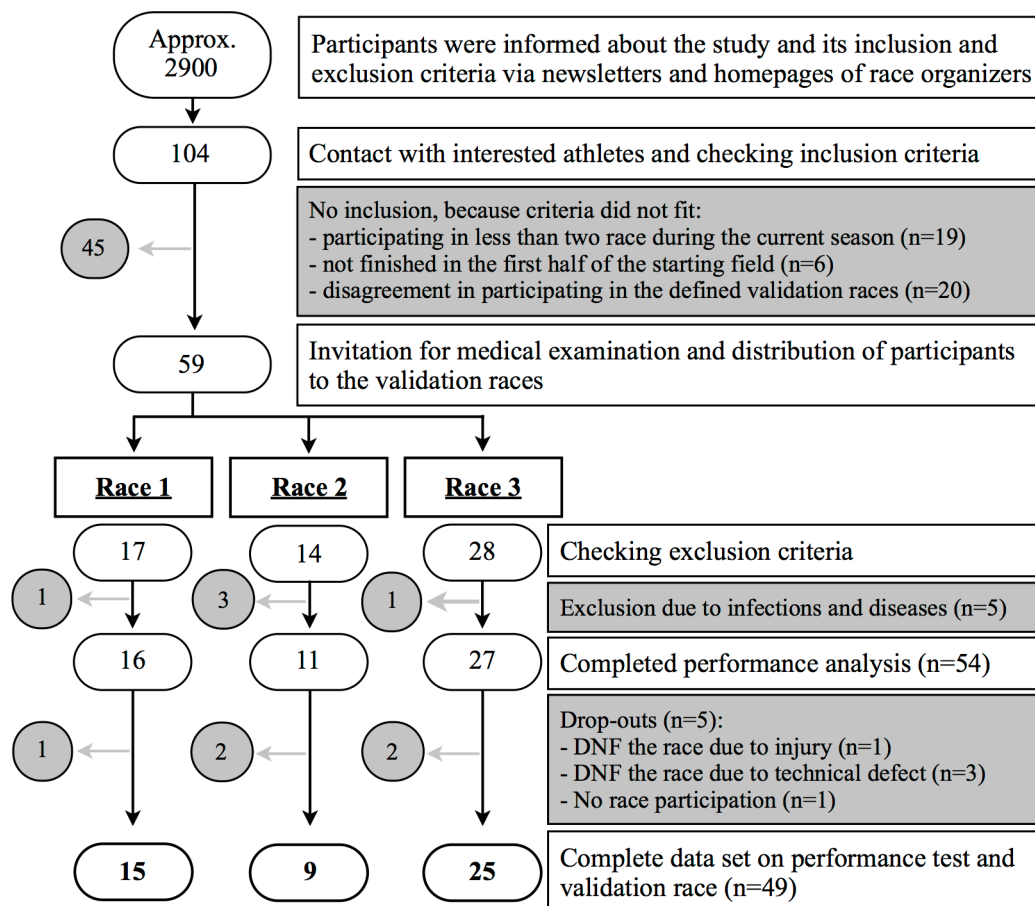 Approx.
2900
Participants were informed about the study and its inclusion and
exclusion criteria via newsletters and homepages of race organizers
104
Contact with interested athletes and checking inclusion criteria
45
No inclusion, because criteria did not fit:
- participating in less than two race during the current season (n=19)
- not finished in the first half of the starting field (n=6)
- disagreement in participating in the defined validation races (n=20)
59
Invitation for medical examination and distribution of participants
to the validation races
Race 1
Race 2
Race 3
17
14
28
Checking exclusion criteria
1
3
1
Exclusion due to infections and diseases (n=5)
16
11
27
Completed performance analysis (n=54)
1
2
2
Drop-outs (n=5):
- DNF the race due to injury (n=1)
- DNF the race due to technical defect (n=3)
- No race participation (n=1)
15
9
25
Complete data set on performance test and
validation race (n=49)